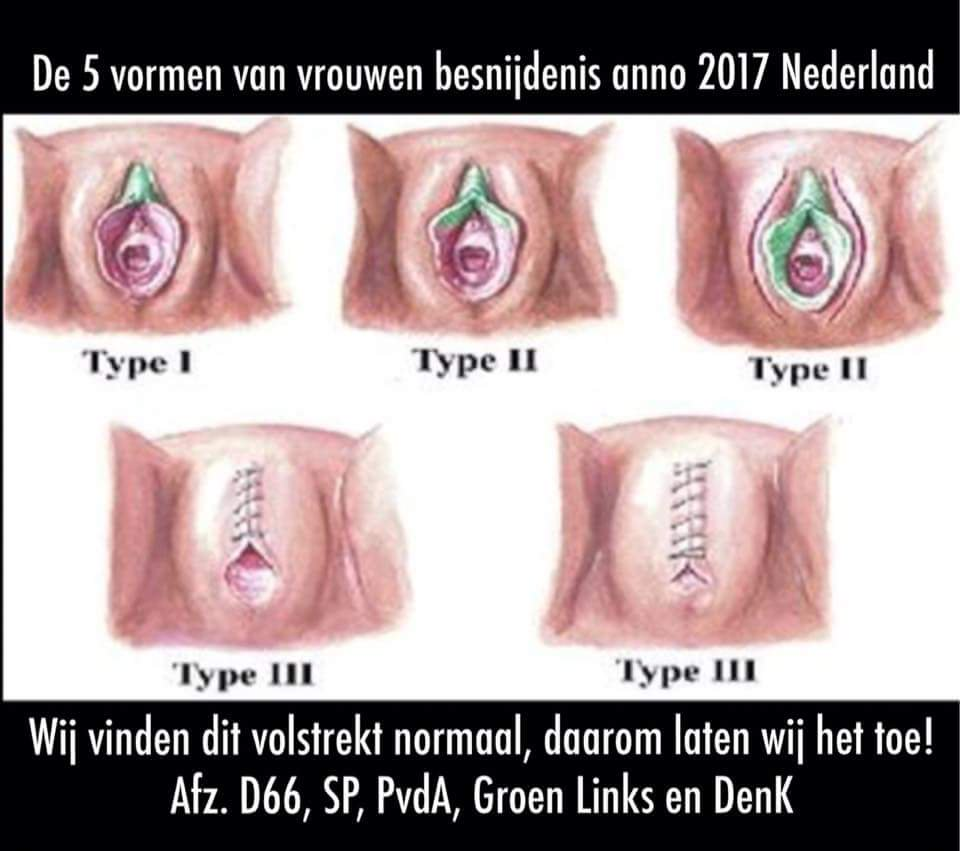 De 5 vormen van vrouwen besnijdenis anno 2017 Nederland
Type I
Type II
Type II
Type III
Type III
Wij vinden dit volstrekt normaal, daarom laten wij het toe!
Afz. D66, SP, PvdA, Groen Links en DenK